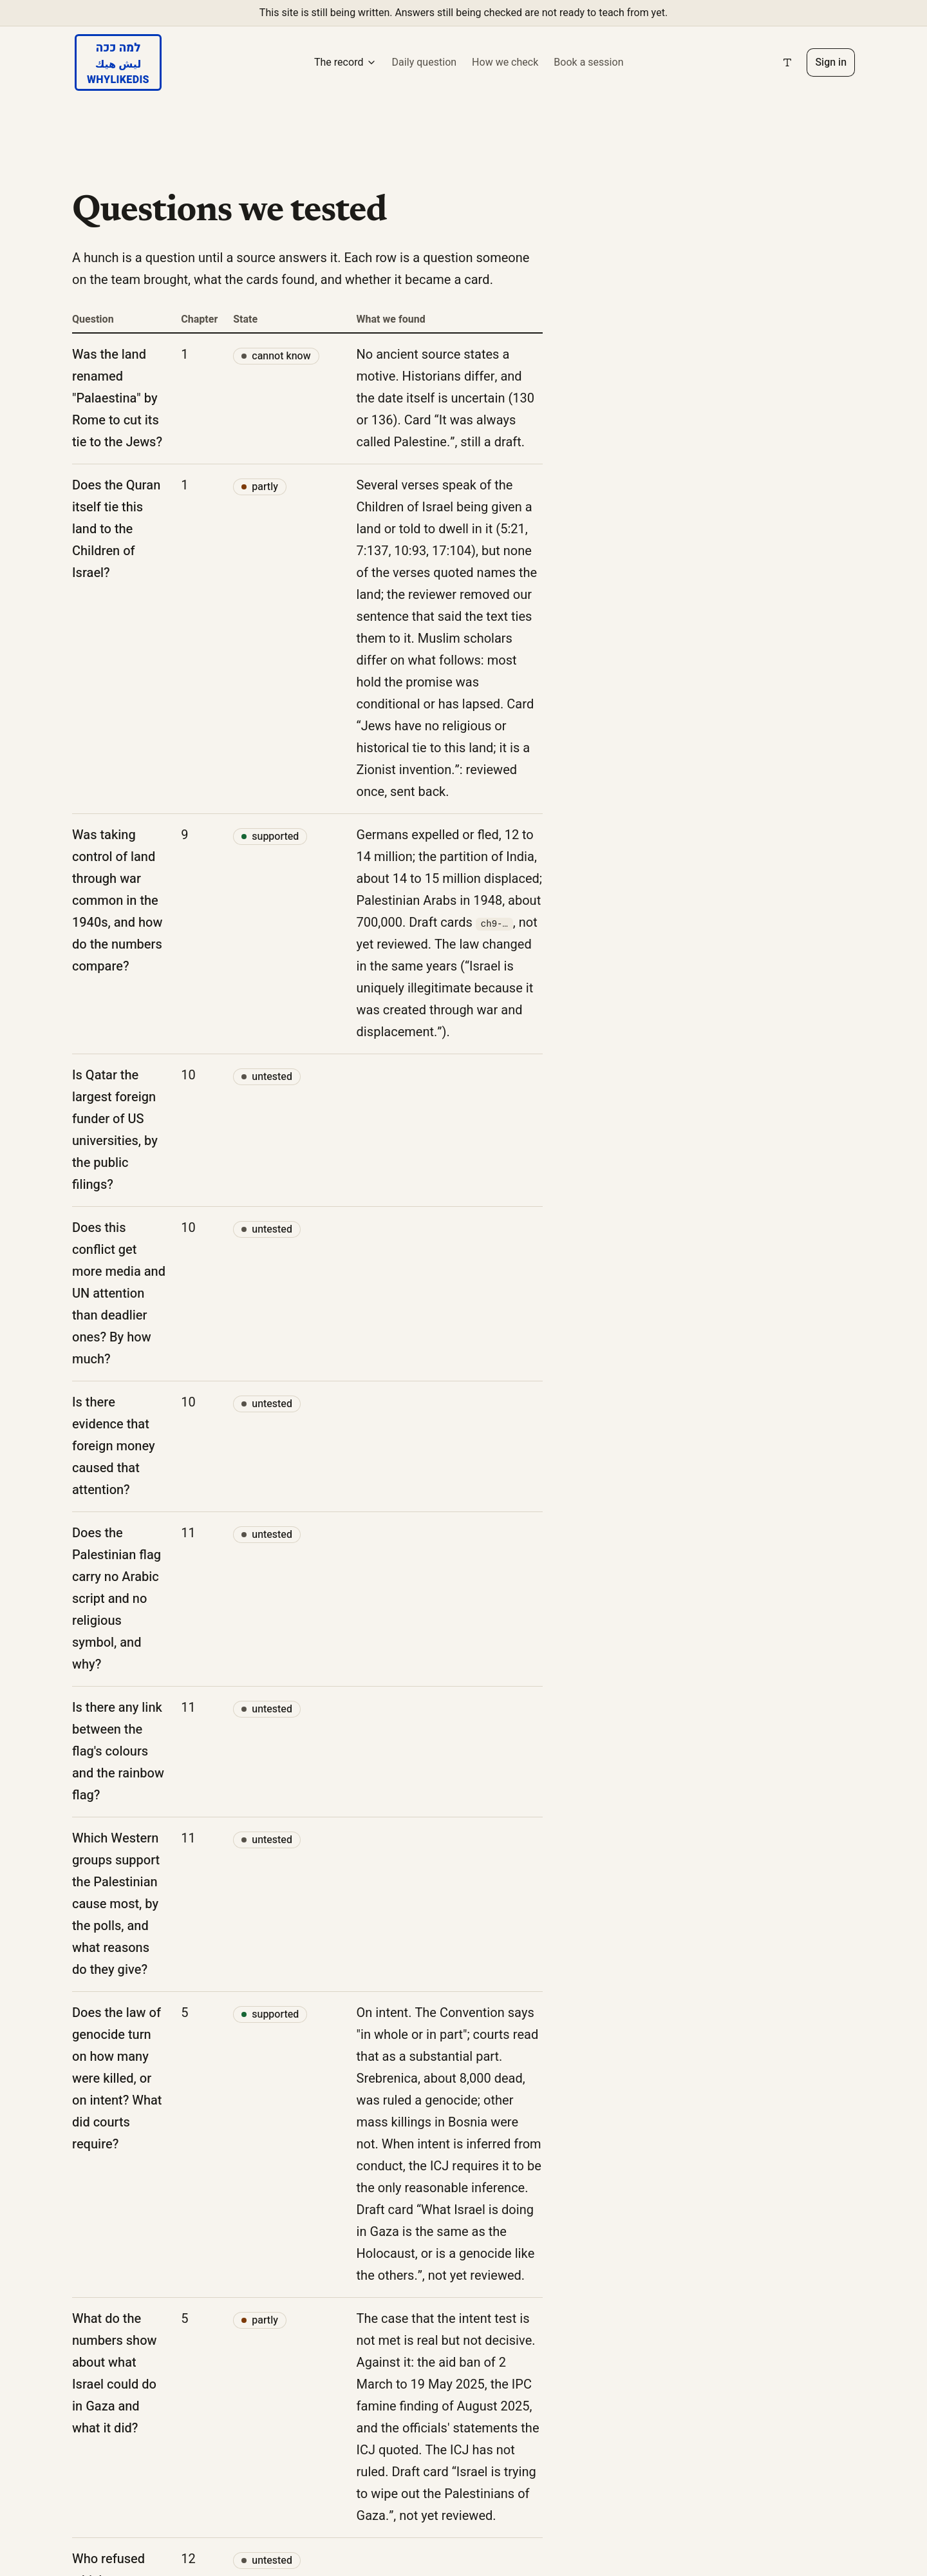 This site is still being written. Answers still being checked are not ready to teach from yet.
למה ככה
ليش هيك
WHYLIKEDIS
The record
Daily question
How we check
Book a session
T
Sign in
Questions we tested
A hunch is a question until a source answers it. Each row is a question someone
on the team brought, what the cards found, and whether it became a card.
Question
Chapter
State
What we found
Was the land
renamed
"Palaestina" by
Rome to cut its
tie to the Jews?
1
cannot know
No ancient source states a
motive. Historians differ, and
the date itself is uncertain (130
or 136). Card “It was always
called Palestine.”, still a draft.
Does the Quran
itself tie this
land to the
Children of
Israel?
1
partly
Several verses speak of the
Children of Israel being given a
land or told to dwell in it (5:21,
7:137, 10:93, 17:104), but none
of the verses quoted names the
land; the reviewer removed our
sentence that said the text ties
them to it. Muslim scholars
differ on what follows: most
hold the promise was
conditional or has lapsed. Card
“Jews have no religious or
historical tie to this land; it is a
Zionist invention.”: reviewed
once, sent back.
Was taking
control of land
through war
common in the
1940s, and how
do the numbers
compare?
9
supported
Germans expelled or fled, 12 to
14 million; the partition of India,
about 14 to 15 million displaced;
Palestinian Arabs in 1948, about
700,000. Draft cards ch9-… , not
yet reviewed. The law changed
in the same years (“Israel is
uniquely illegitimate because it
was created through war and
displacement.”).
Is Qatar the
largest foreign
funder of US
universities, by
the public
filings?
10
untested
Does this
conflict get
more media and
UN attention
than deadlier
ones? By how
much?
10
untested
Is there
evidence that
foreign money
caused that
attention?
10
untested
Does the
Palestinian flag
carry no Arabic
script and no
religious
symbol, and
why?
11
untested
Is there any link
between the
flag's colours
and the rainbow
flag?
11
untested
Which Western
groups support
the Palestinian
cause most, by
the polls, and
what reasons
do they give?
11
untested
Does the law of
genocide turn
on how many
were killed, or
on intent? What
did courts
require?
5
supported
On intent. The Convention says
"in whole or in part"; courts read
that as a substantial part.
Srebrenica, about 8,000 dead,
was ruled a genocide; other
mass killings in Bosnia were
not. When intent is inferred from
conduct, the ICJ requires it to be
the only reasonable inference.
Draft card “What Israel is doing
in Gaza is the same as the
Holocaust, or is a genocide like
the others.”, not yet reviewed.
What do the
numbers show
about what
Israel could do
in Gaza and
what it did?
5
partly
The case that the intent test is
not met is real but not decisive.
Against it: the aid ban of 2
March to 19 May 2025, the IPC
famine finding of August 2025,
and the officials' statements the
ICJ quoted. The ICJ has not
ruled. Draft card “Israel is trying
to wipe out the Palestinians of
Gaza.”, not yet reviewed.
Who refused
12
untested